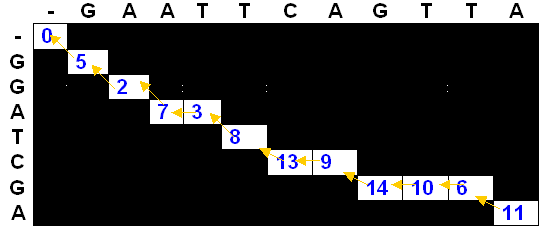 - G A A T T C A G T T A
- 0
G 5
G 2
A 7 3
T 8
C 13 9
G 14 10 6
A 11